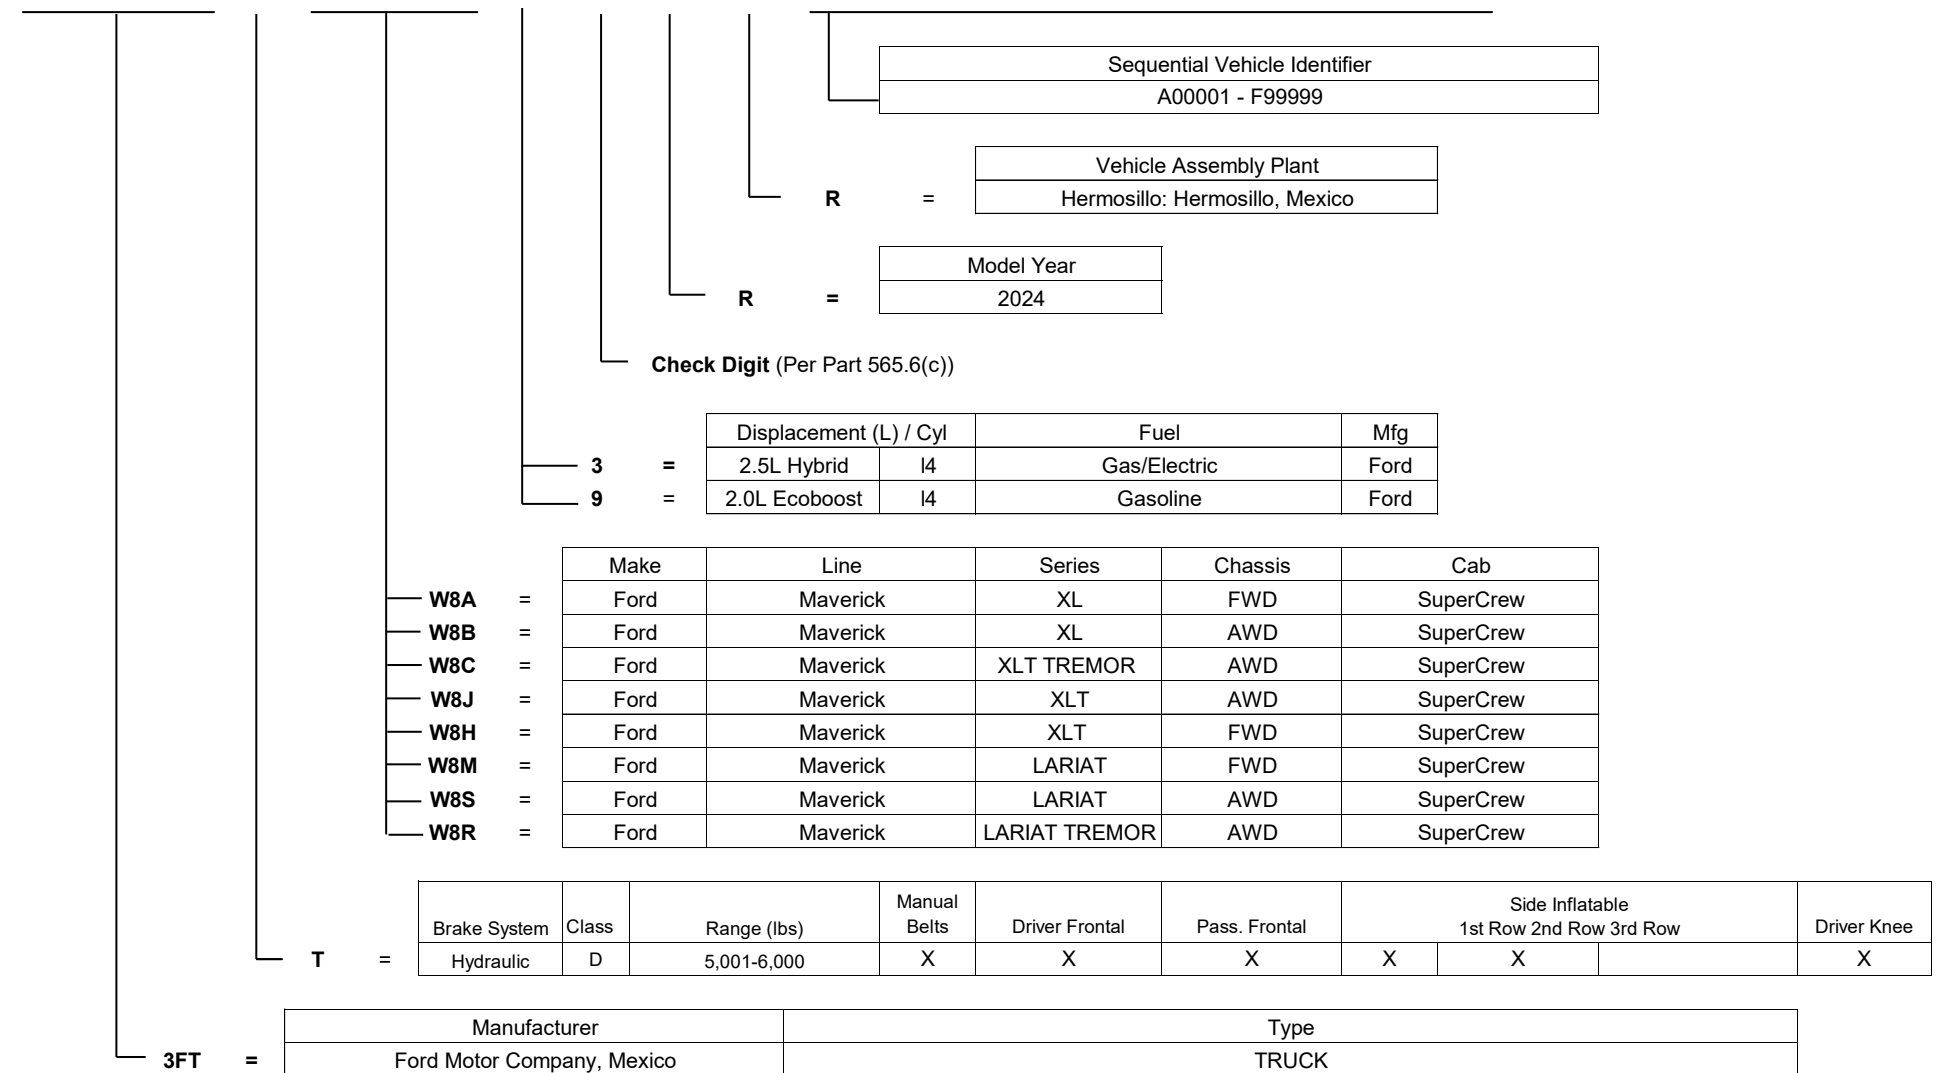 Sequential Vehicle Identifier
A00001 - F99999
Vehicle Assembly Plant
R = Hermosillo: Hermosillo, Mexico
Model Year
R = 2024
Check Digit (Per Part 565.6(c))
Displacement (L) / Cyl Fuel Mfg
3 = 2.5L Hybrid I4 Gas/Electric Ford
9 = 2.0L Ecoboost I4 Gasoline Ford
Make Line Series Chassis Cab
W8A = Ford Maverick XL FWD SuperCrew
W8B = Ford Maverick XL AWD SuperCrew
W8C = Ford Maverick XLT TREMOR AWD SuperCrew
W8J = Ford Maverick XLT AWD SuperCrew
W8H = Ford Maverick XLT FWD SuperCrew
W8M = Ford Maverick LARIAT FWD SuperCrew
W8S = Ford Maverick LARIAT AWD SuperCrew
W8R = Ford Maverick LARIAT TREMOR AWD SuperCrew
Brake System Class Range (lbs) Manual Belts Driver Frontal Pass. Frontal Side Inflatable 1st Row 2nd Row 3rd Row Driver Knee
T = Hydraulic D 5,001-6,000 X X X X X X
Manufacturer Type
3FT = Ford Motor Company, Mexico TRUCK